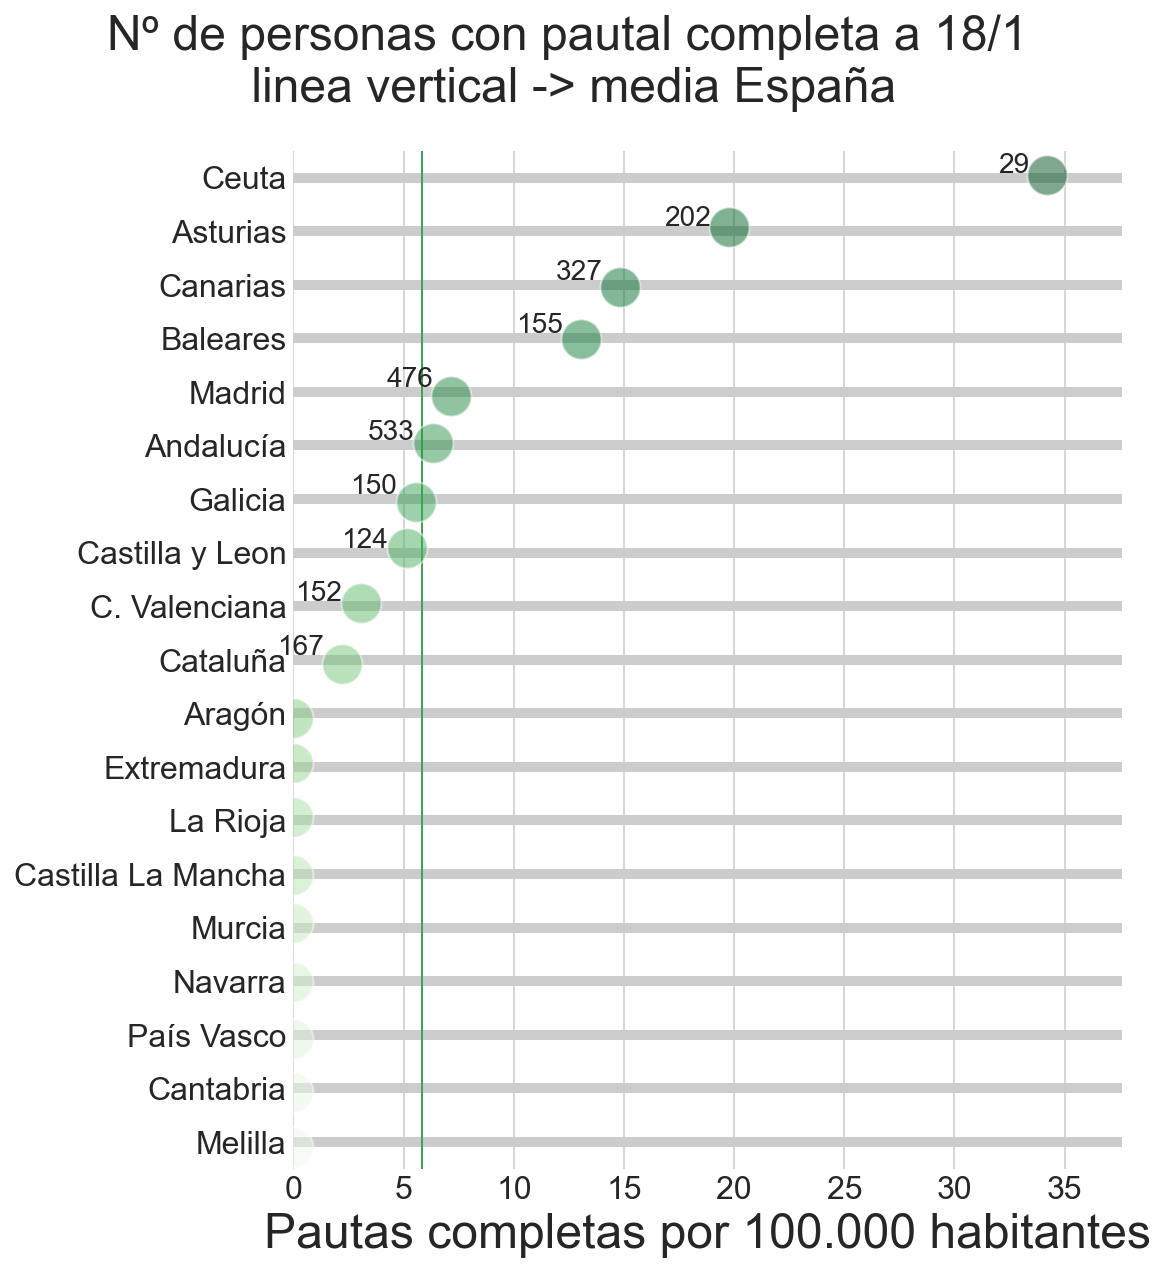 Nº de personas con pautal completa a 18/1
linea vertical -> media España
Ceuta 29
Asturias 202
Canarias 327
Baleares 155
Madrid 476
Andalucía 533
Galicia 150
Castilla y Leon 124
C. Valenciana 152
Cataluña 167
Aragón
Extremadura
La Rioja
Castilla La Mancha
Murcia
Navarra
País Vasco
Cantabria
Melilla
0 5 10 15 20 25 30 35
Pautas completas por 100.000 habitantes